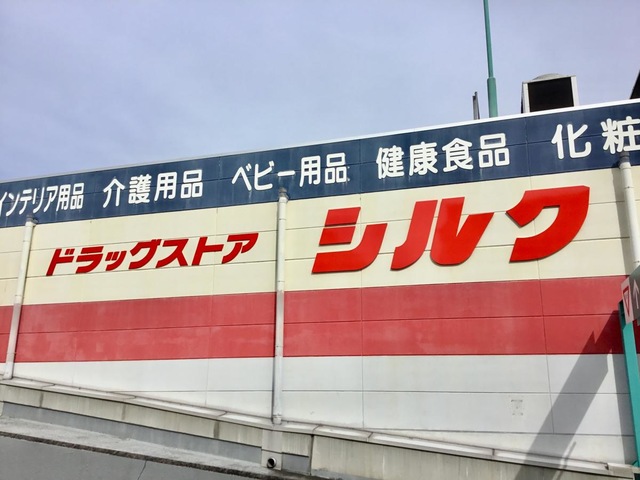 インテリア用品 介護用品 ベビー用品 健康食品 化粧
ドラッグストア シルク